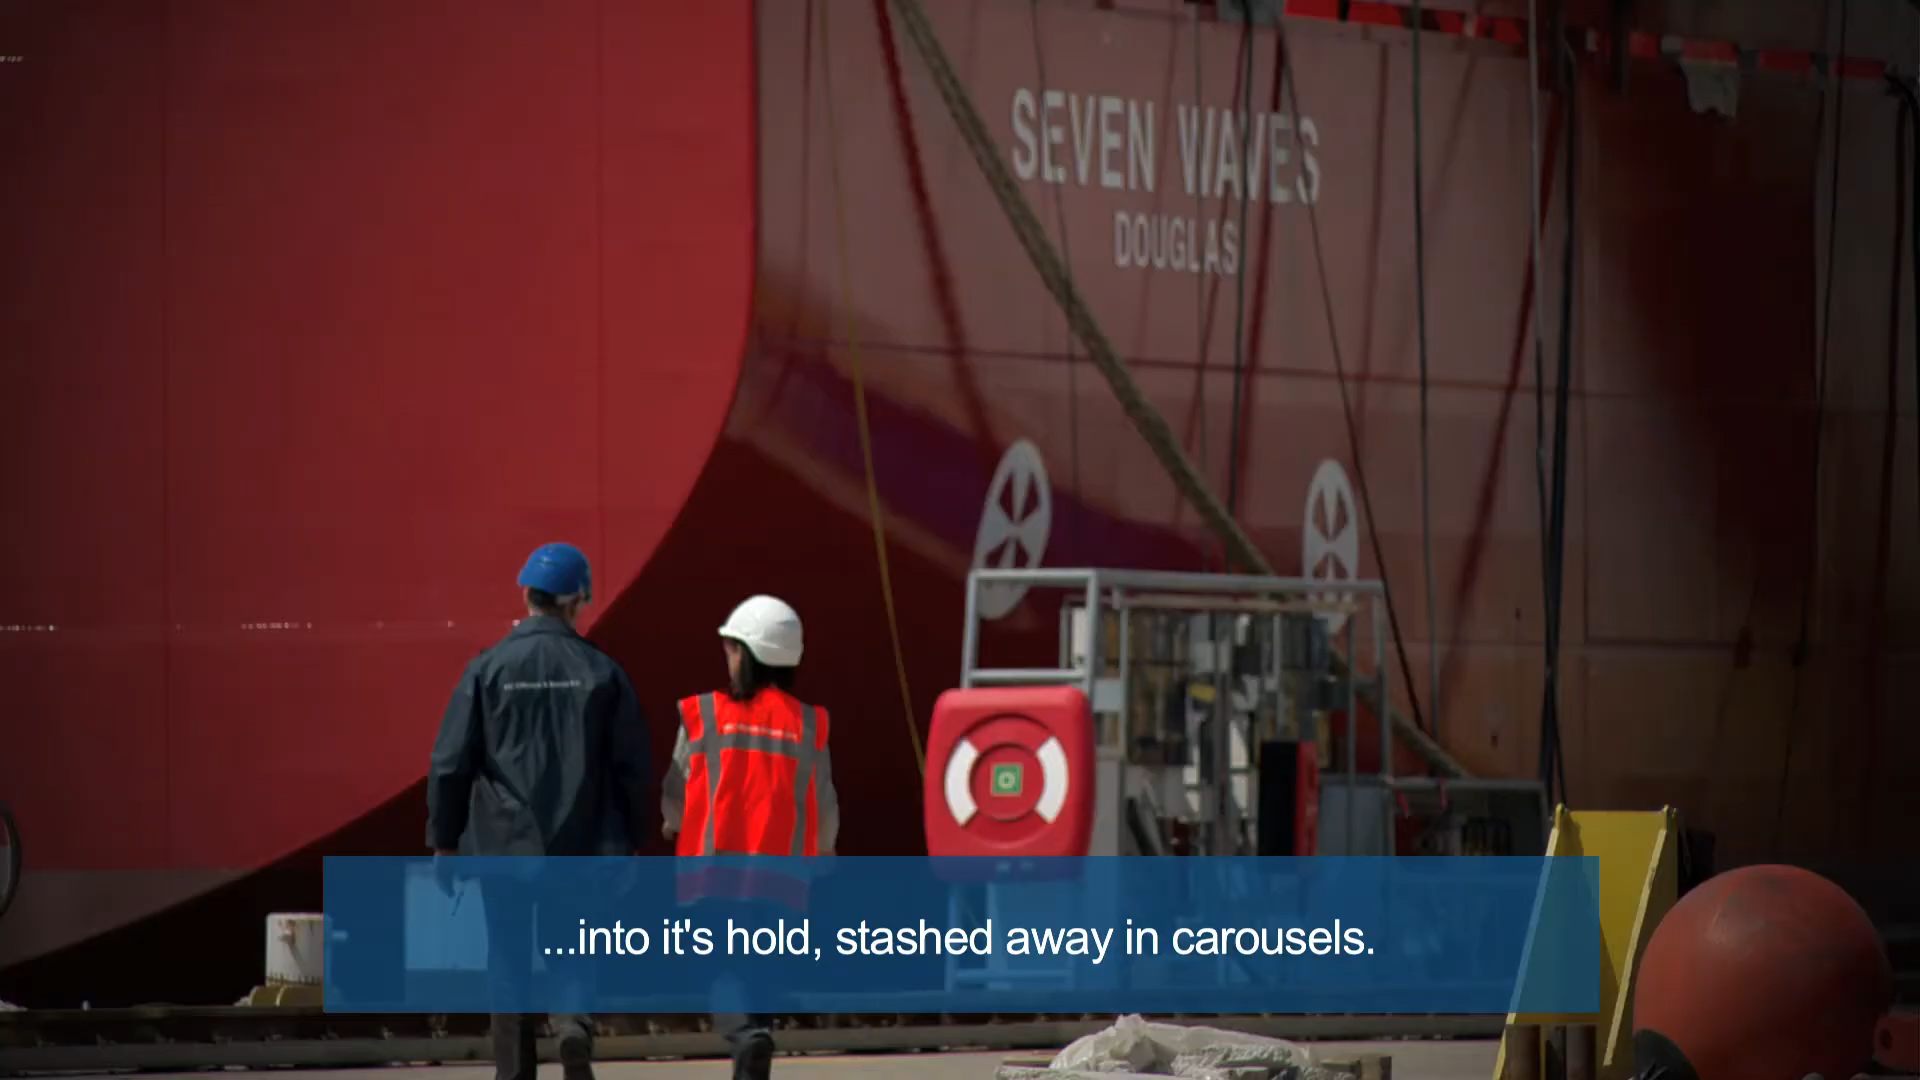 SEVEN WAVES
DOUGLAS
...into it's hold, stashed away in carousels.